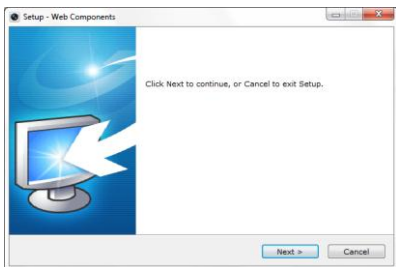 Setup - Web Components
Click Next to continue, or Cancel to exit Setup.
Next >
Cancel